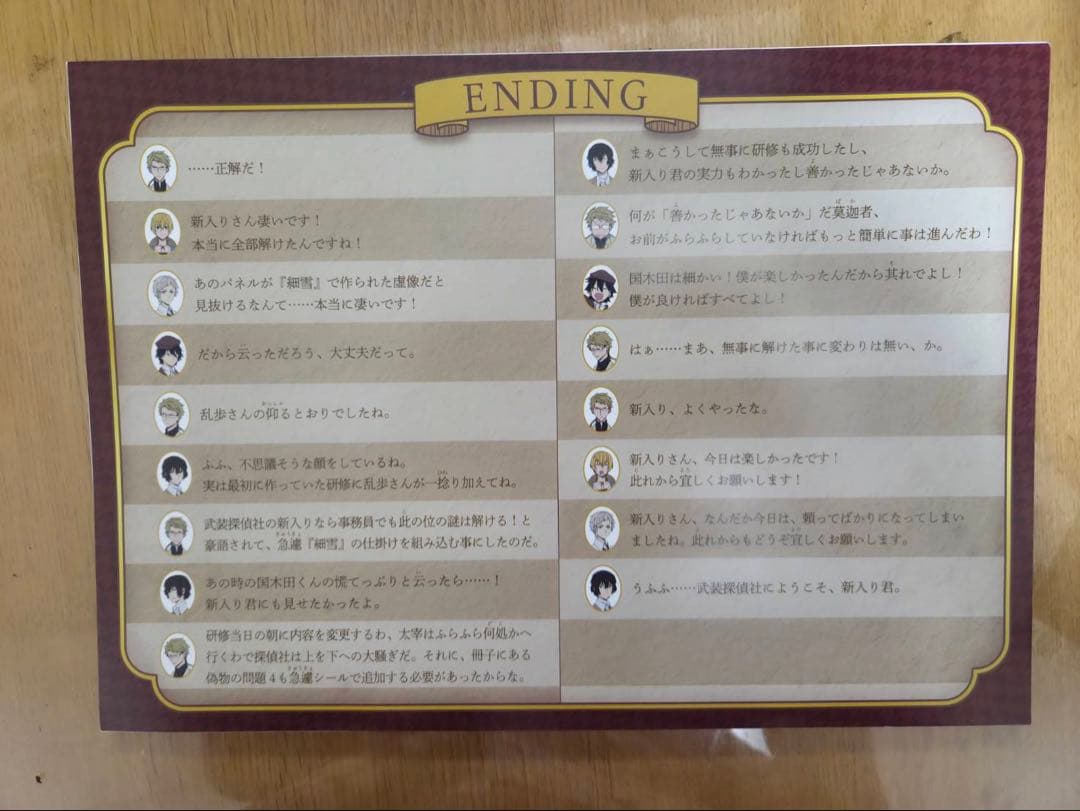 ENDING
……正解だ！
新入りさん凄いです！
本当に全部解けたんですね！
あのパネルが『細雪』で作られた虚像だと
見抜けるなんて……本当に凄いです！
だから云っただろう、大丈夫だって。
乱歩さんの仰るとおりでしたね。
ふふ、不思議そうな顔をしているね。
実は最初に作っていた研修に乱歩さんが一捻り加えてね。
武装探偵社の新入りなら事務員でも此の位の謎は解ける！と
豪語されて、急遽『細雪』の仕掛けを組み込む事にしたのだ。
あの時の国木田くんの慌てっぷりと云ったら……！
新入り君にも見せたかったよ。
研修当日の朝に内容を変更するわ、太宰はふらふら何処かへ
行くわで探偵社は上を下への大騒ぎだ。それに、冊子にある
偽物の問題4も急遽シールで追加する必要があったからな。
まぁこうして無事に研修も成功したし、
新入り君の実力もわかったし善かったじゃあないか。
何が「善かったじゃあないか」だ莫迦者、
お前がふらふらしていなければもっと簡単に事は進んだわ！
国木田は細かい！僕が楽しかったんだから其れでよし！
僕が良ければすべてよし！
はぁ……まあ、無事に解けた事に変わりは無い、か。
新入り、よくやったな。
新入りさん、今日は楽しかったです！
此れから宜しくお願いします！
新入りさん、なんだか今日は、頼ってばかりになってしまい
ましたね。此れからもどうぞ宜しくお願いします。
うふふ……武装探偵社にようこそ、新入り君。